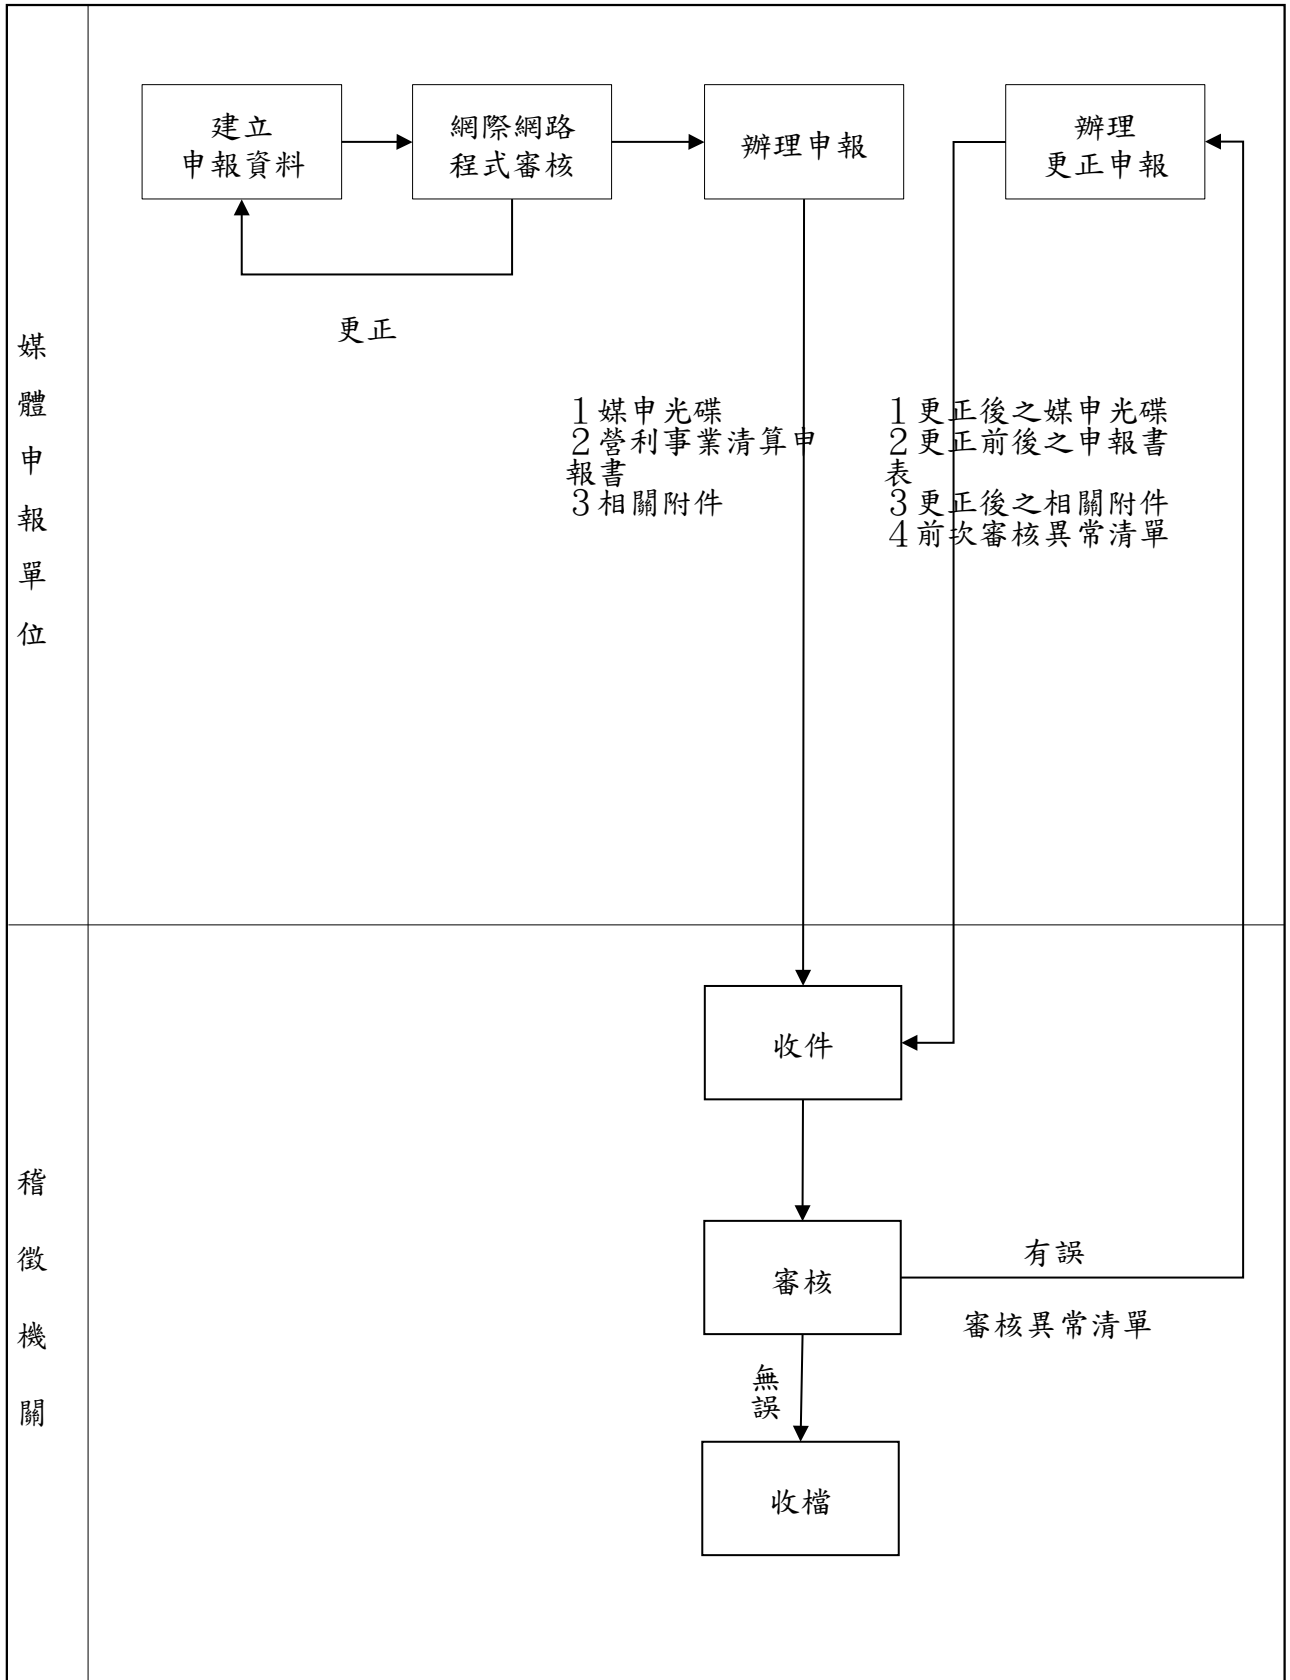 建立
申報資料
網際網路
程式審核
辦理申報
辦理
更正申報
更正
媒體申報單位
１媒申光碟
２營利事業清算申
報書
３相關附件
１更正後之媒申光碟
２更正前後之申報書
表
３更正後之相關附件
４前次審核異常清單
收件
稽徵機關
審核
有誤
審核異常清單
無誤
收檔